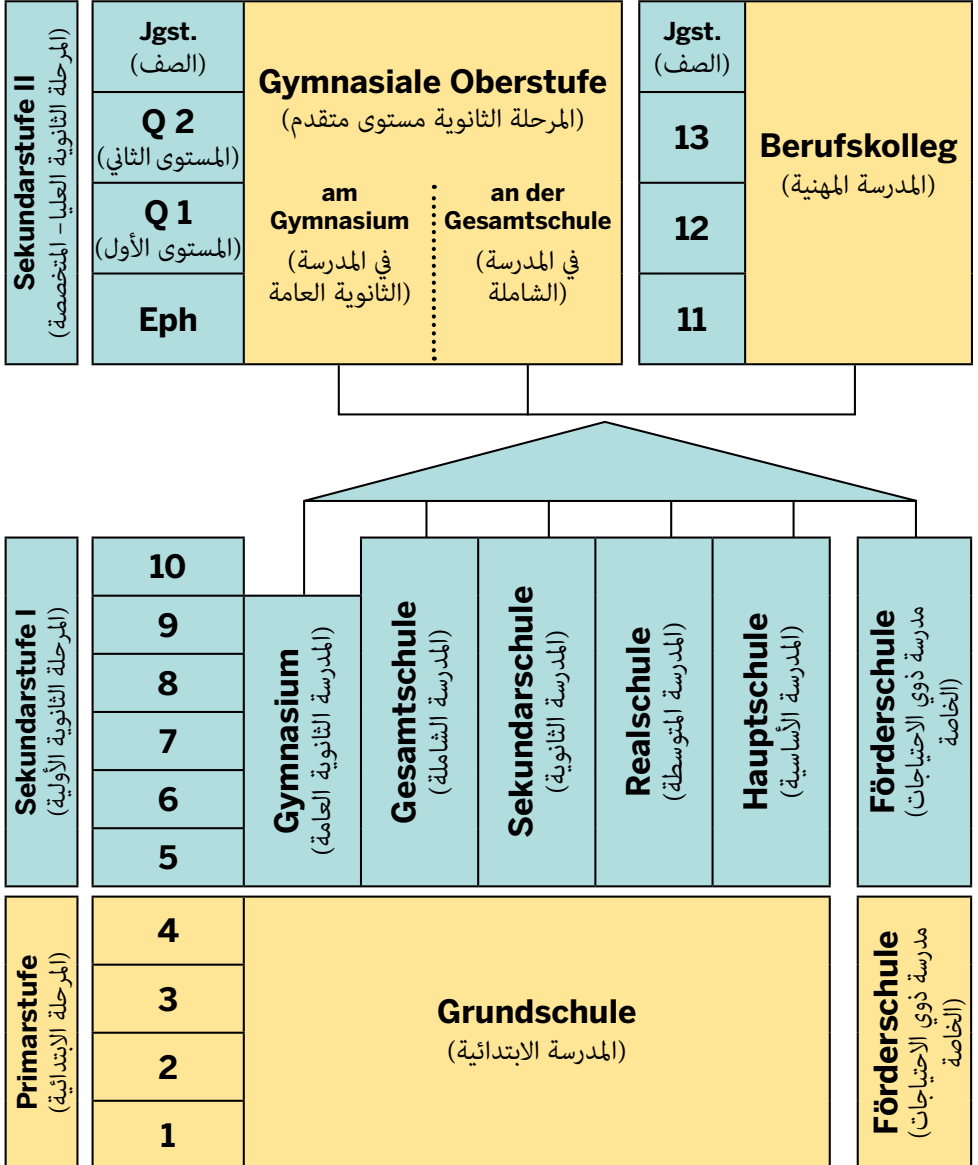 Sekundarstufe II
(المرحلة الثانوية العليا- المتخصصة)
Jgst.
(الصف)
Q 2
(المستوى الثاني)
Q 1
(المستوى الأول)
Eph
Gymnasiale Oberstufe
(المرحلة الثانوية مستوى متقدم)
am
Gymnasium
(في المدرسة
الثانوية العامة)
an der
Gesamtschule
(في المدرسة
الشاملة)
Jgst.
(الصف)
13
12
11
Berufskolleg
(المدرسة المهنية)
Sekundarstufe I
(المرحلة الثانوية الأولية)
10
9
8
7
6
5
Gymnasium
(المدرسة الثانوية العامة)
Gesamtschule
(المدرسة الشاملة)
Sekundarschule
(المدرسة الثانوية)
Realschule
(المدرسة المتوسطة)
Hauptschule
(المدرسة الأساسية)
Förderschule
مدرسة ذوي الاحتياجات)
(الخاصة
Primarstufe
(المرحلة الابتدائية)
4
3
2
1
Grundschule
(المدرسة الابتدائية)
Förderschule
مدرسة ذوي الاحتياجات)
(الخاصة